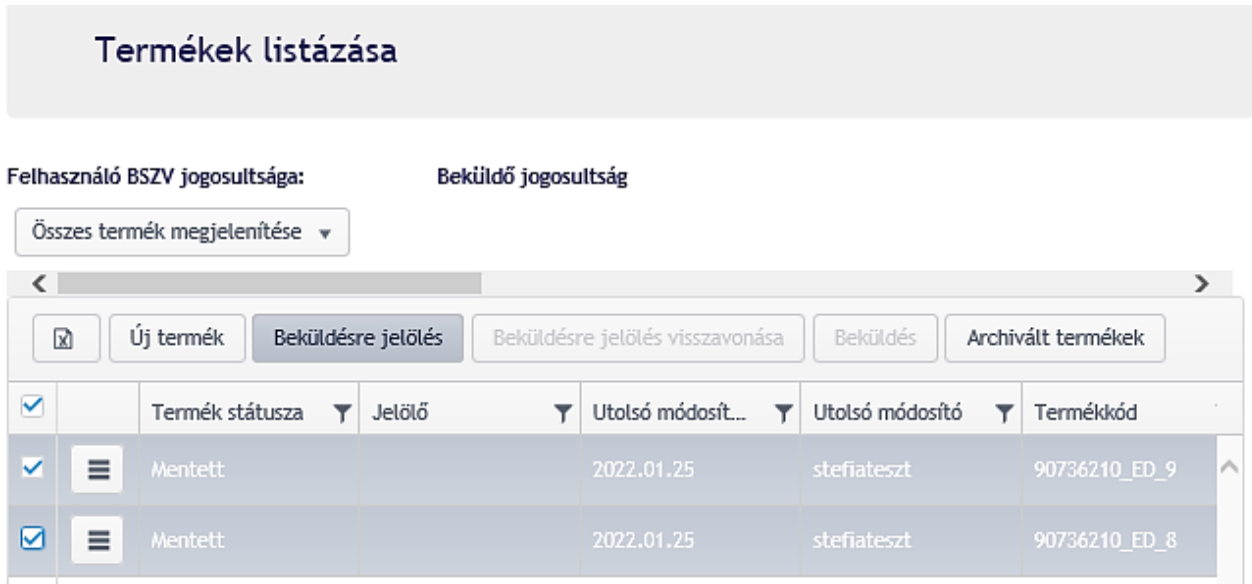 Termékek listázása
Felhasználó BSZV jogosultsága: Beküldő jogosultság
Összes termék megjelenítése
Új termék Beküldésre jelölés Beküldésre jelölés visszavonása Beküldés Archivált termékek
Termék státusza Jelölő Utolsó módosít... Utolsó módosító Termékkód
Mentett 2022.01.25 stefiateszt 90736210_ED_9
Mentett 2022.01.25 stefiateszt 90736210_ED_8